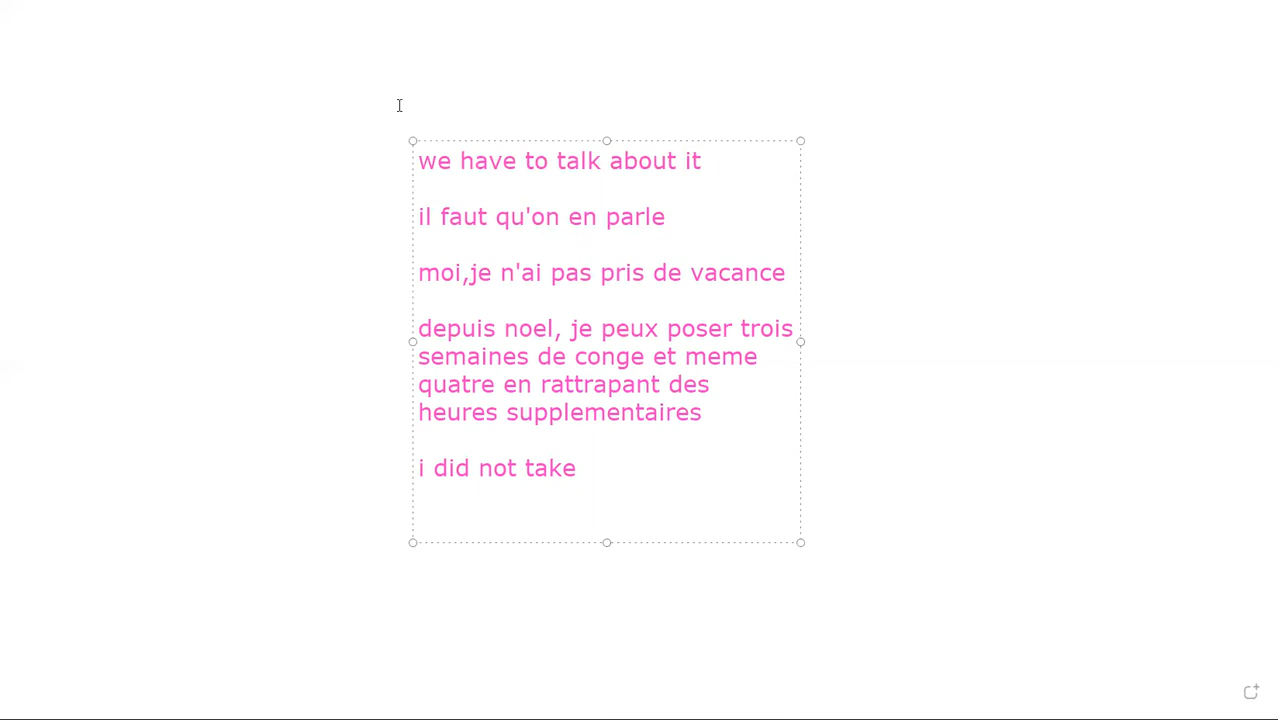 we have to talk about it
il faut qu'on en parle
moi,je n'ai pas pris de vacance
depuis noel, je peux poser trois
semaines de conge et meme
quatre en rattrapant des
heures supplementaires
i did not take